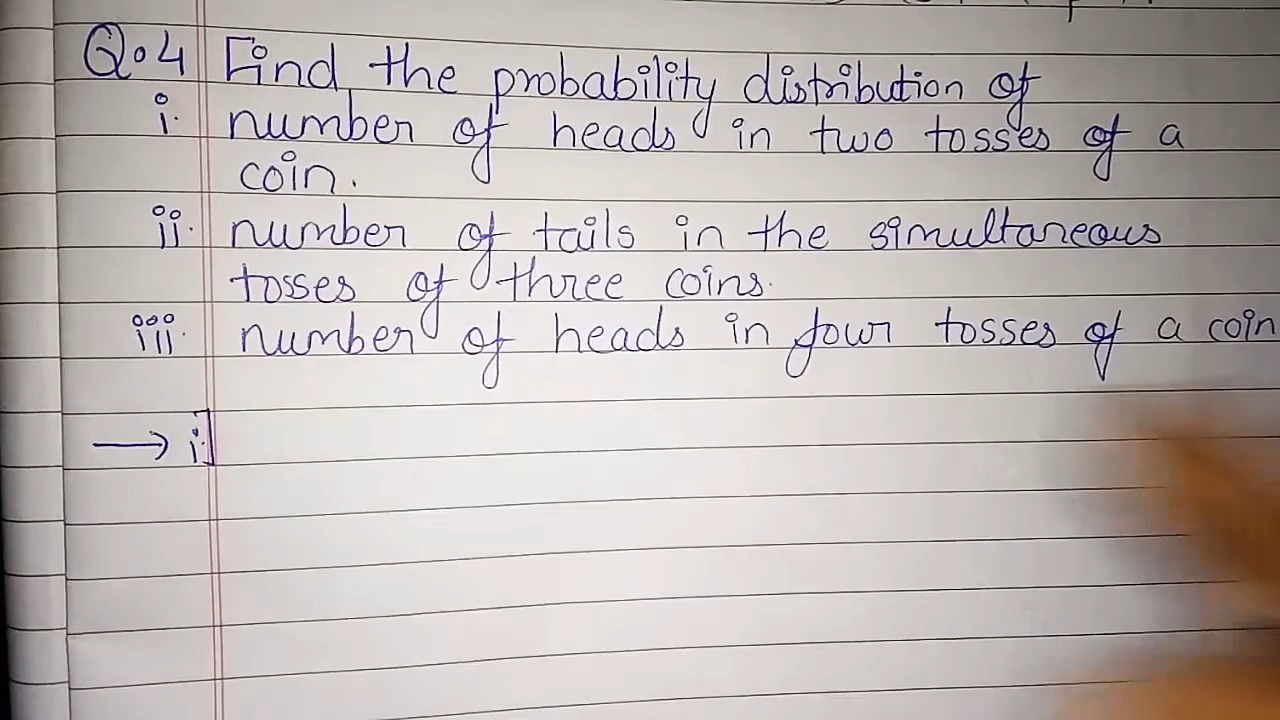 Q.4 Find the probability distribution of
i. number of heads in two tosses of a
coin.
ii. number of tails in the simultaneous
tosses of three coins.
iii. number of heads in four tosses of a coin
→ i]